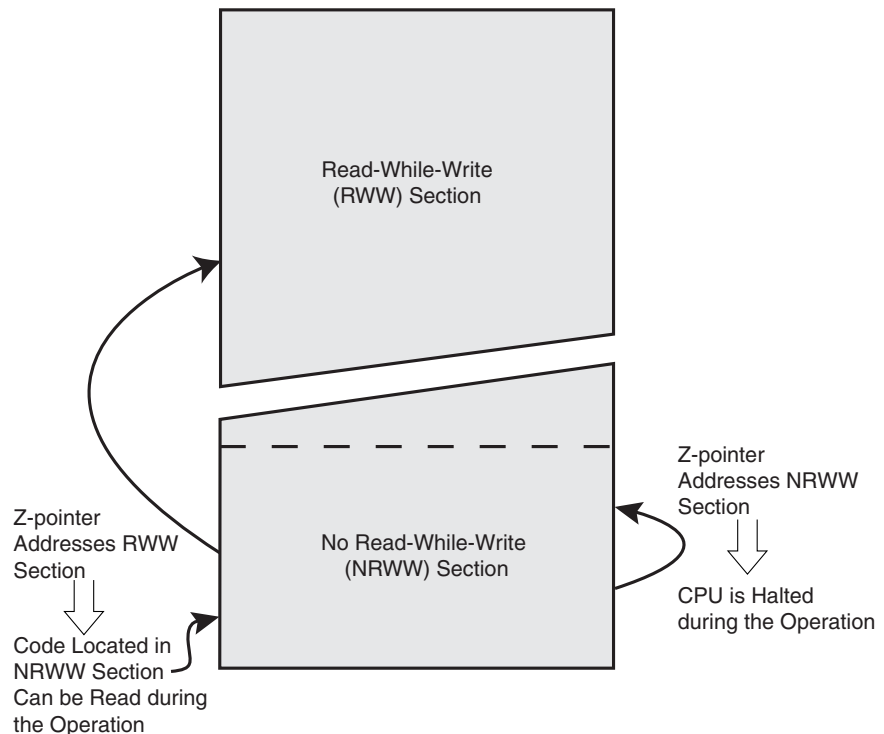 Read-While-Write
(RWW) Section
Z-pointer
Addresses NRWW
Section
Z-pointer
Addresses RWW
Section
No Read-While-Write
(NRWW) Section
CPU is Halted
during the Operation
Code Located in
NRWW Section
Can be Read during
the Operation